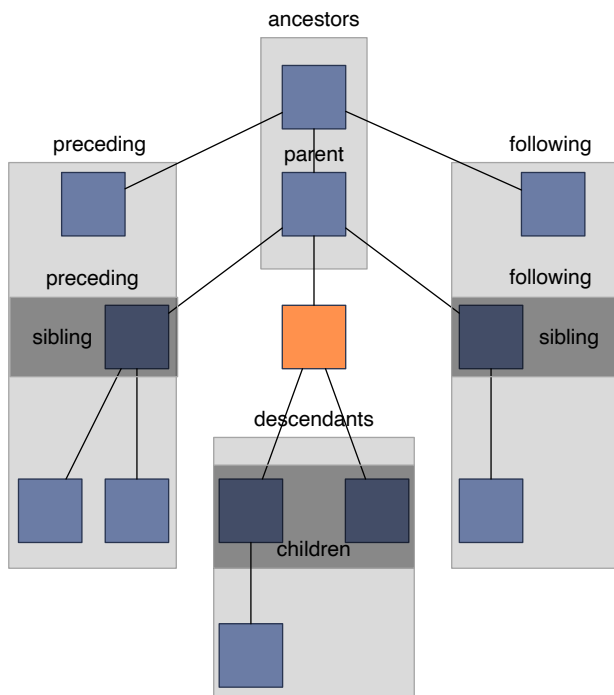 ancestors
preceding
parent
following
preceding
following
sibling
sibling
descendants
children